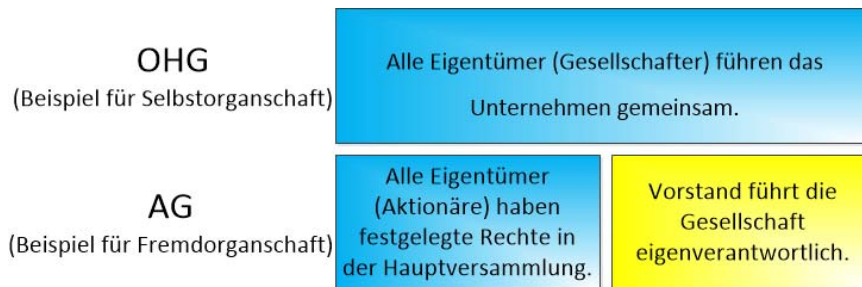 OHG
(Beispiel für Selbstorganschaft)
Alle Eigentümer (Gesellschafter) führen das
Unternehmen gemeinsam.
AG
(Beispiel für Fremdorganschaft)
Alle Eigentümer
(Aktionäre) haben
festgelegte Rechte in
der Hauptversammlung.
Vorstand führt die
Gesellschaft
eigenverantwortlich.